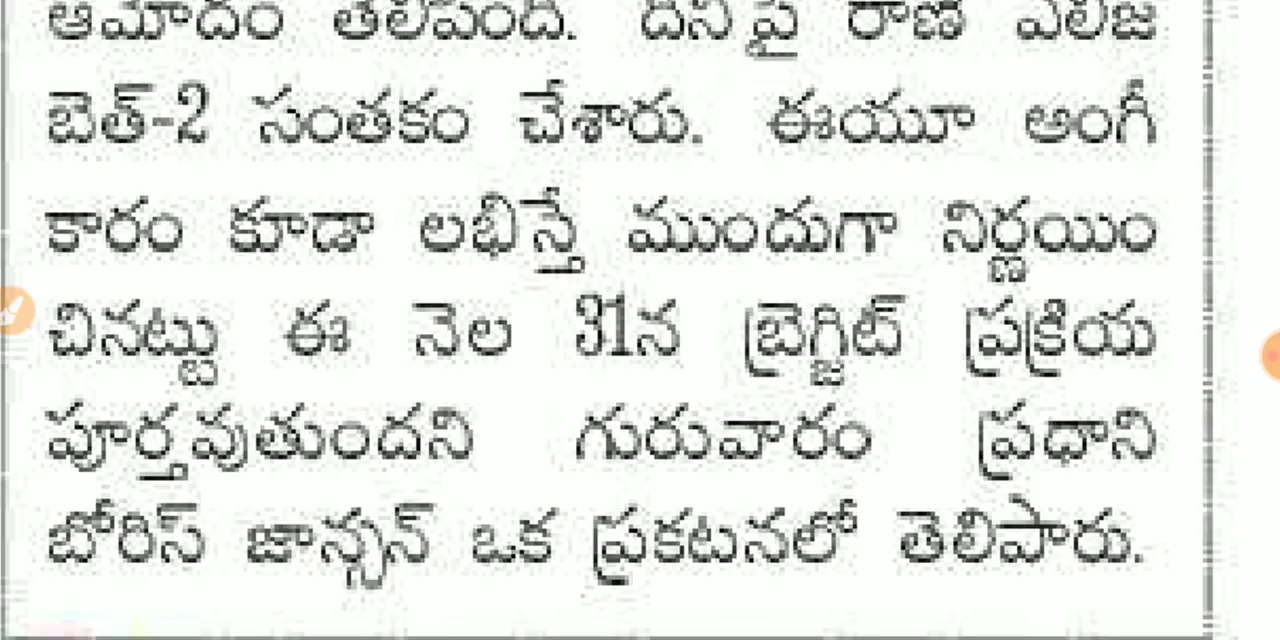 ఆమోదం తెలిపింది. దీనిపై రాణి ఎలిజ
బెత్-2 సంతకం చేశారు. ఈయూ అంగీ
కారం కూడా లభిస్తే ముందుగా నిర్ణయిం
చినట్టు ఈ నెల 31న బ్రెగ్జిట్ ప్రక్రియ
పూర్తవుతుందని గురువారం ప్రధాని
బోరిస్ జాన్సన్ ఒక ప్రకటనలో తెలిపారు.